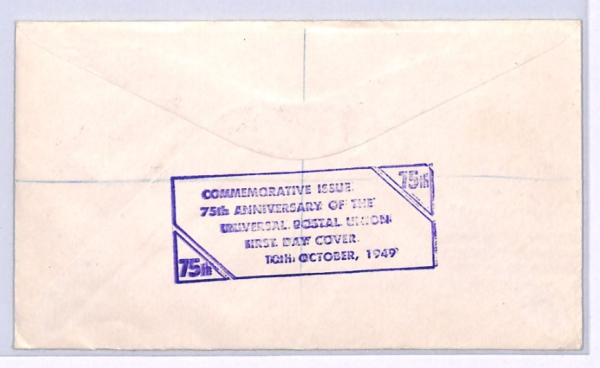 75th
COMMEMORATIVE ISSUE
75th ANNIVERSARY OF THE
UNIVERSAL POSTAL UNION
FIRST DAY COVER
10th OCTOBER, 1949
75th